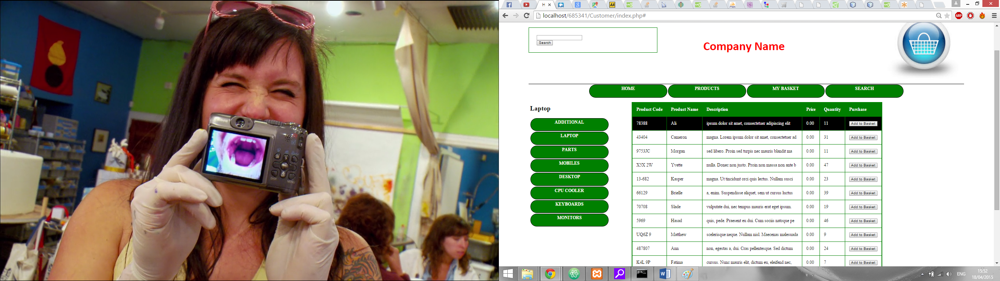 Canon
DISP.
MENU
H
AA
W3
PMA
localhost/685341/Customer/index.php#
ABP
Search
Company Name
HOME
PRODUCTS
MY BASKET
SEARCH
Laptop
ADDITIONAL
LAPTOP
PARTS
MOBILES
DESKTOP
CPU COOLER
KEYBOARDS
MONITORS
Product Code Product Name Description Price Quantity Purchase
78388 Ali ipsum dolor sit amet, consectetuer adipiscing elit 0.00 11 Add to Basket
43404 Cameron magna. Lorem ipsum dolor sit amet, consectetuer ad 0.00 31 Add to Basket
9753JC Morgan sed libero. Proin sed turpis nec mauris blandit ma 0.00 11 Add to Basket
X5X 2W Yvette nulla. Donec non justo. Proin non massa non ante b 0.00 47 Add to Basket
13-682 Kasper magna. Ut tincidunt orci quis lectus. Nullam susci 0.00 23 Add to Basket
66129 Brielle a, enim. Suspendisse aliquet, sem ut cursus luctus 0.00 39 Add to Basket
70708 Slade vulputate dui, nec tempus mauris erat eget ipsum. 0.00 19 Add to Basket
5969 Hasad quis, pede. Praesent eu dui. Cum sociis natoque pe 0.00 46 Add to Basket
UQ6Z 9 Matthew scelerisque neque. Nullam nisl. Maecenas malesuada 0.00 9 Add to Basket
487807 Ann non, egestas a, dui. Cras pellentesque. Sed dictum 0.00 24 Add to Basket
K4L 9P Fatima cursus. Nunc mauris elit, dictum eu, eleifend nec, 0.00 7 Add to Basket
ENG
15:52
18/04/2015